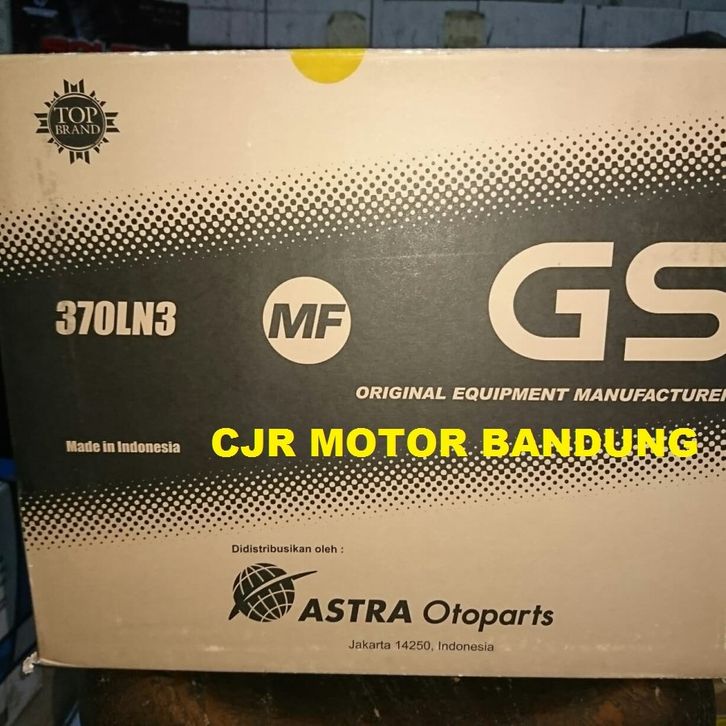 TOP
BRAND
370LN3
MF
GS
ORIGINAL EQUIPMENT MANUFACTURER
Made in Indonesia
CJR MOTOR BANDUNG
Didistribusikan oleh :
ASTRA Otoparts
Jakarta 14250, Indonesia